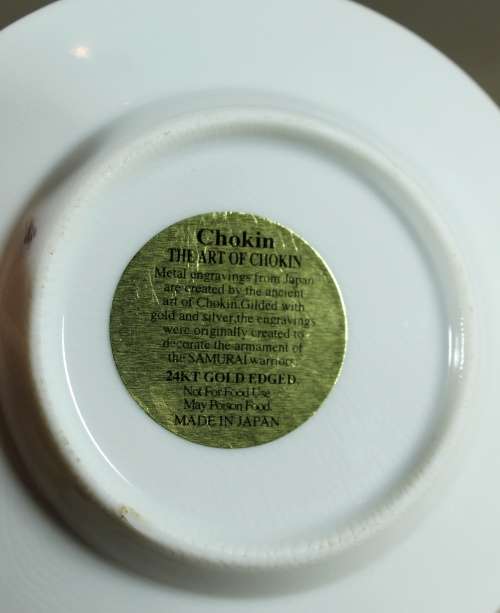 Chokin
THE ART OF CHOKIN
Metal engravings from Japan
are created by the ancient
art of Chokin.Gilded with
gold and silver,the engravings
were originally created to
decorate the armament of
the SAMURAI warriors.
24KT GOLD EDGED.
Not For Food Use
May Poison Food.
MADE IN JAPAN